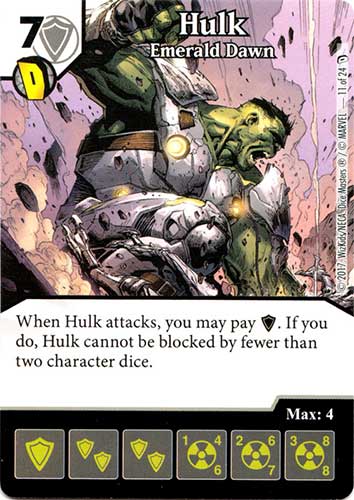 7
Hulk
Emerald Dawn
D
11 of 24
© 2017 WizKids/NECA. Dice Masters ® / © MARVEL
When Hulk attacks, you may pay . If you
do, Hulk cannot be blocked by fewer than
two character dice.
Max: 4
1 4 6
2 6 7
3 8 8